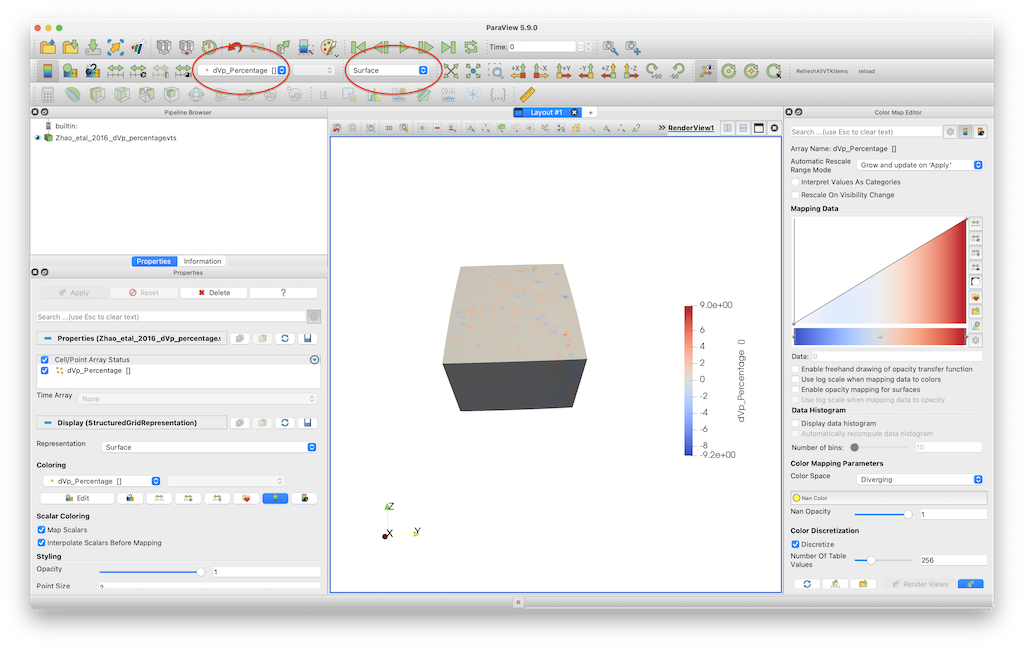 ParaView 5.9.0
Time: 0
dVp_Percentage []
Surface
RefreshAllVTKItems
reload
+X
-X
+Y
-Y
+Z
-Z
+90
-90
Pipeline Browser
builtin:
Zhao_etal_2016_dVp_percentage.vts
Properties
Information
Properties
Apply
Reset
Delete
?
Search ...(use Esc to clear text)
Properties (Zhao_etal_2016_dVp_percentage.v
Cell/Point Array Status
dVp_Percentage []
Time Array
None
Display (StructuredGridRepresentation)
Representation
Surface
Coloring
dVp_Percentage []
Edit
Scalar Coloring
Map Scalars
Interpolate Scalars Before Mapping
Styling
Opacity
1
Point Size
2
Layout #1
+
3D
RenderView1
9.0e+00
6
4
2
0
-2
-4
-6
-8
-9.2e+00
dVp_Percentage []
Z
X
Y
Color Map Editor
Search ...(use Esc to clear text)
Array Name: dVp_Percentage []
Automatic Rescale
Range Mode
Grow and update on 'Apply'
Interpret Values As Categories
Rescale On Visibility Change
Mapping Data
Data: 0
Enable freehand drawing of opacity transfer function
Use log scale when mapping data to colors
Enable opacity mapping for surfaces
Use log scale when mapping data to opacity
Data Histogram
Display data histogram
Automatically recompute data histogram
Number of bins:
10
Color Mapping Parameters
Color Space
Diverging
Nan Color
Nan Opacity
1
Color Discretization
Discretize
Number Of Table
Values
256
Render Views